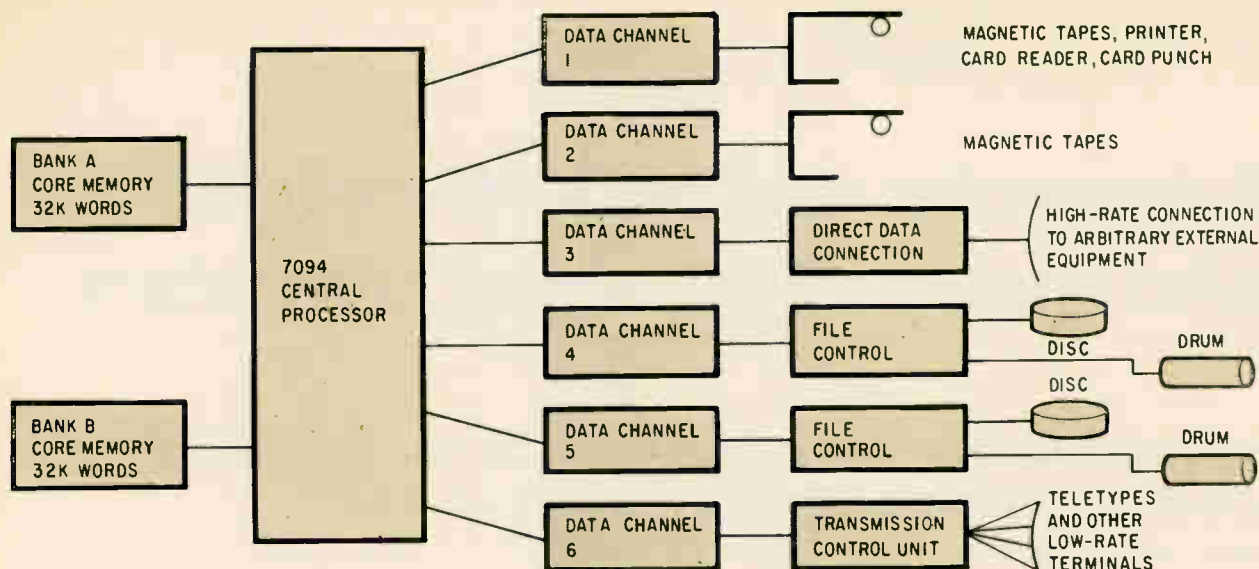 BANK A
CORE MEMORY
32K WORDS
BANK B
CORE MEMORY
32K WORDS
7094
CENTRAL
PROCESSOR
DATA CHANNEL
1
MAGNETIC TAPES, PRINTER,
CARD READER, CARD PUNCH
DATA CHANNEL
2
MAGNETIC TAPES
DATA CHANNEL
3
DIRECT DATA
CONNECTION
HIGH-RATE CONNECTION
TO ARBITRARY EXTERNAL
EQUIPMENT
DATA CHANNEL
4
FILE
CONTROL
DISC
DRUM
DATA CHANNEL
5
FILE
CONTROL
DISC
DRUM
DATA CHANNEL
6
TRANSMISSION
CONTROL UNIT
TELETYPES
AND OTHER
LOW-RATE
TERMINALS